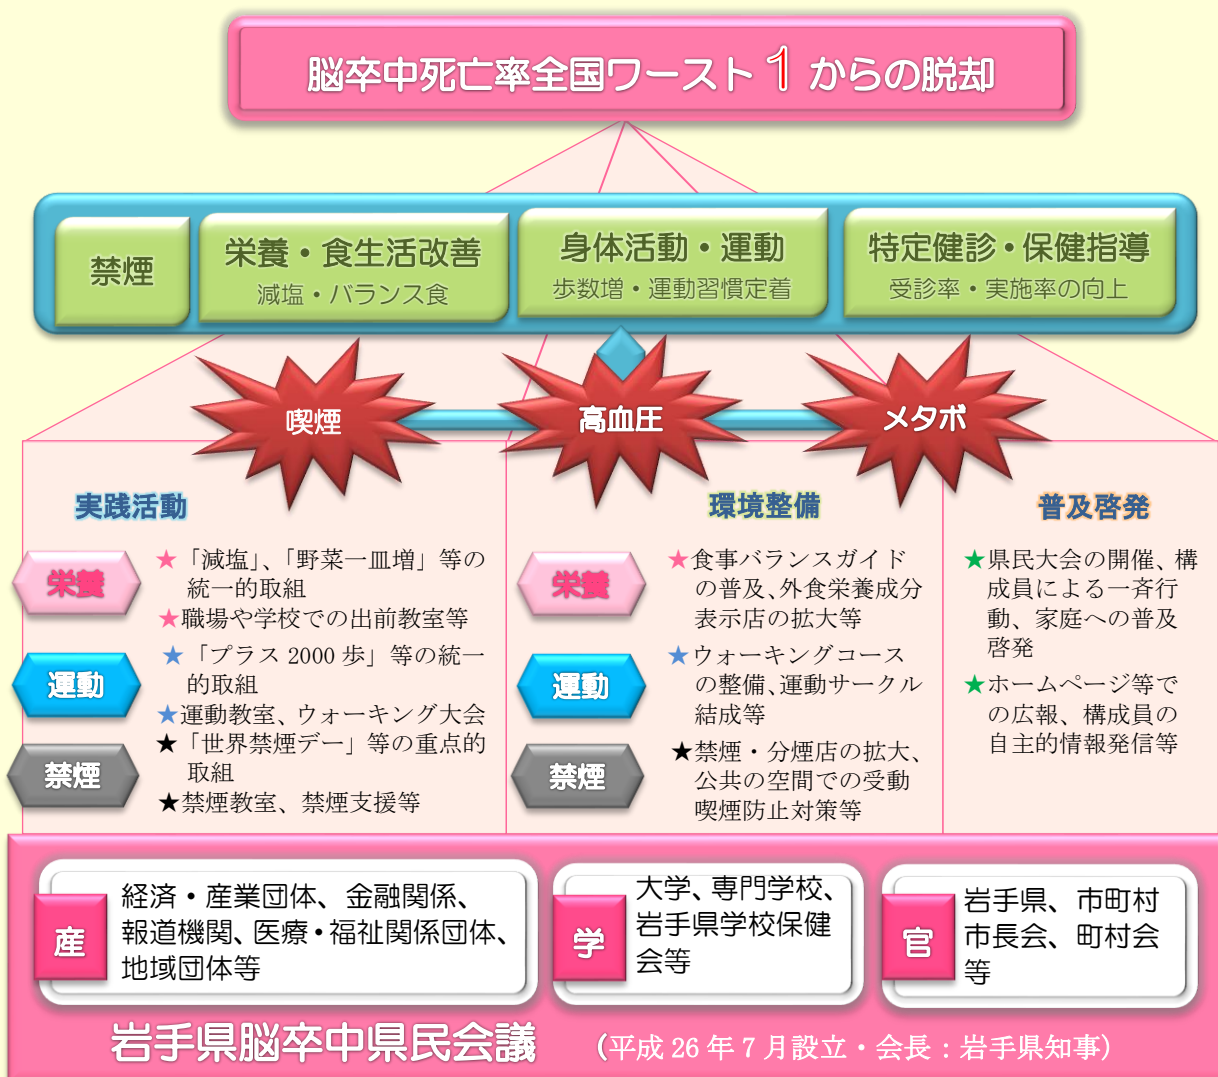 脳卒中死亡率全国ワースト1からの脱却
禁煙
栄養・食生活改善
減塩・バランス食
身体活動・運動
歩数増・運動習慣定着
特定健診・保健指導
受診率・実施率の向上
喫煙
高血圧
メタボ
実践活動
栄養
★「減塩」、「野菜一皿増」等の
統一的取組
★職場や学校での出前教室等
運動
★「プラス 2000 歩」等の統一
的取組
★運動教室、ウォーキング大会
禁煙
★「世界禁煙デー」等の重点的
取組
★禁煙教室、禁煙支援等
環境整備
栄養
★食事バランスガイド
の普及、外食栄養成分
表示店の拡大等
運動
★ウォーキングコース
の整備、運動サークル
結成等
禁煙
★禁煙・分煙店の拡大、
公共の空間での受動
喫煙防止対策等
普及啓発
★県民大会の開催、構
成員による一斉行
動、家庭への普及
啓発
★ホームページ等で
の広報、構成員の
自主的情報発信等
産
経済・産業団体、金融関係、
報道機関、医療・福祉関係団体、
地域団体等
学
大学、専門学校、
岩手県学校保健
会等
官
岩手県、市町村
市長会、町村会
等
岩手県脳卒中県民会議 (平成 26 年 7 月設立・会長:岩手県知事)